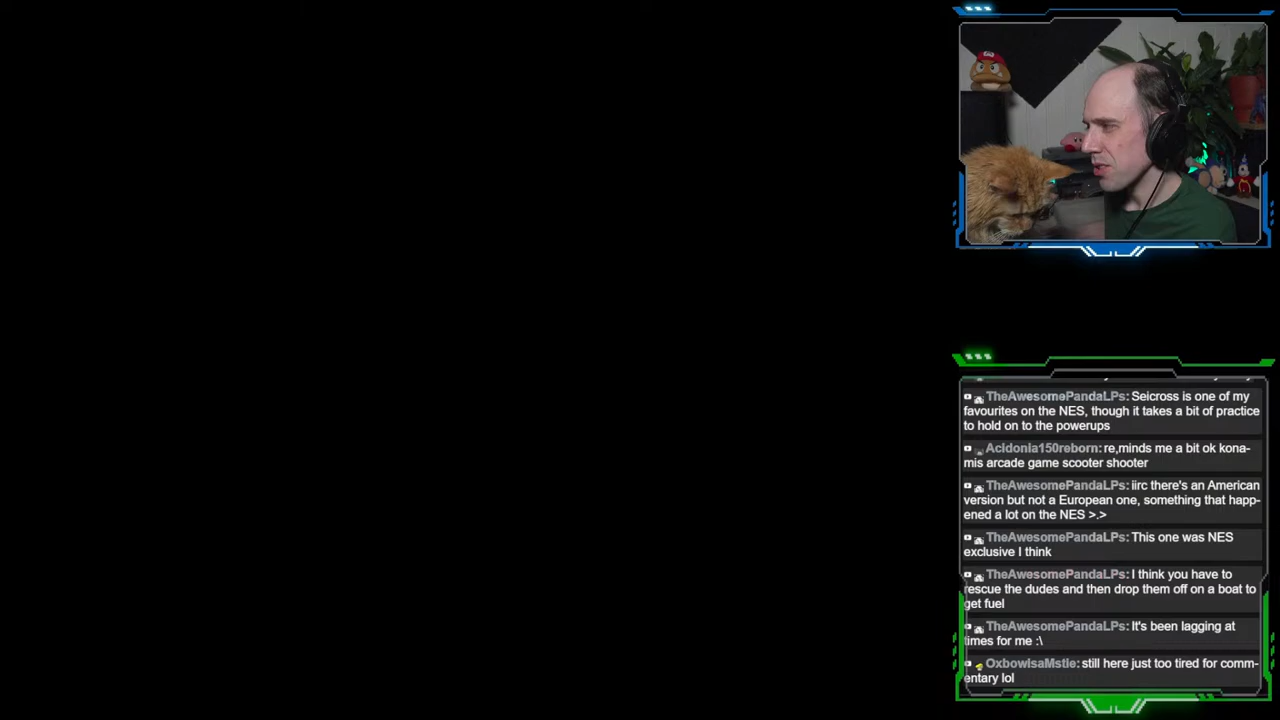 TheAwesomePandaLPs: Seicross is one of my
favourites on the NES, though it takes a bit of practice
to hold on to the powerups
Acidonia150reborn: re,minds me a bit ok kona-
mis arcade game scooter shooter
TheAwesomePandaLPs: iirc there's an American
version but not a European one, something that happ-
ened a lot on the NES >.>
TheAwesomePandaLPs: This one was NES
exclusive I think
TheAwesomePandaLPs: I think you have to
rescue the dudes and then drop them off on a boat to
get fuel
TheAwesomePandaLPs: It's been lagging at
times for me :\
OxbowisaMstie: still here just too tired for comm-
entary lol